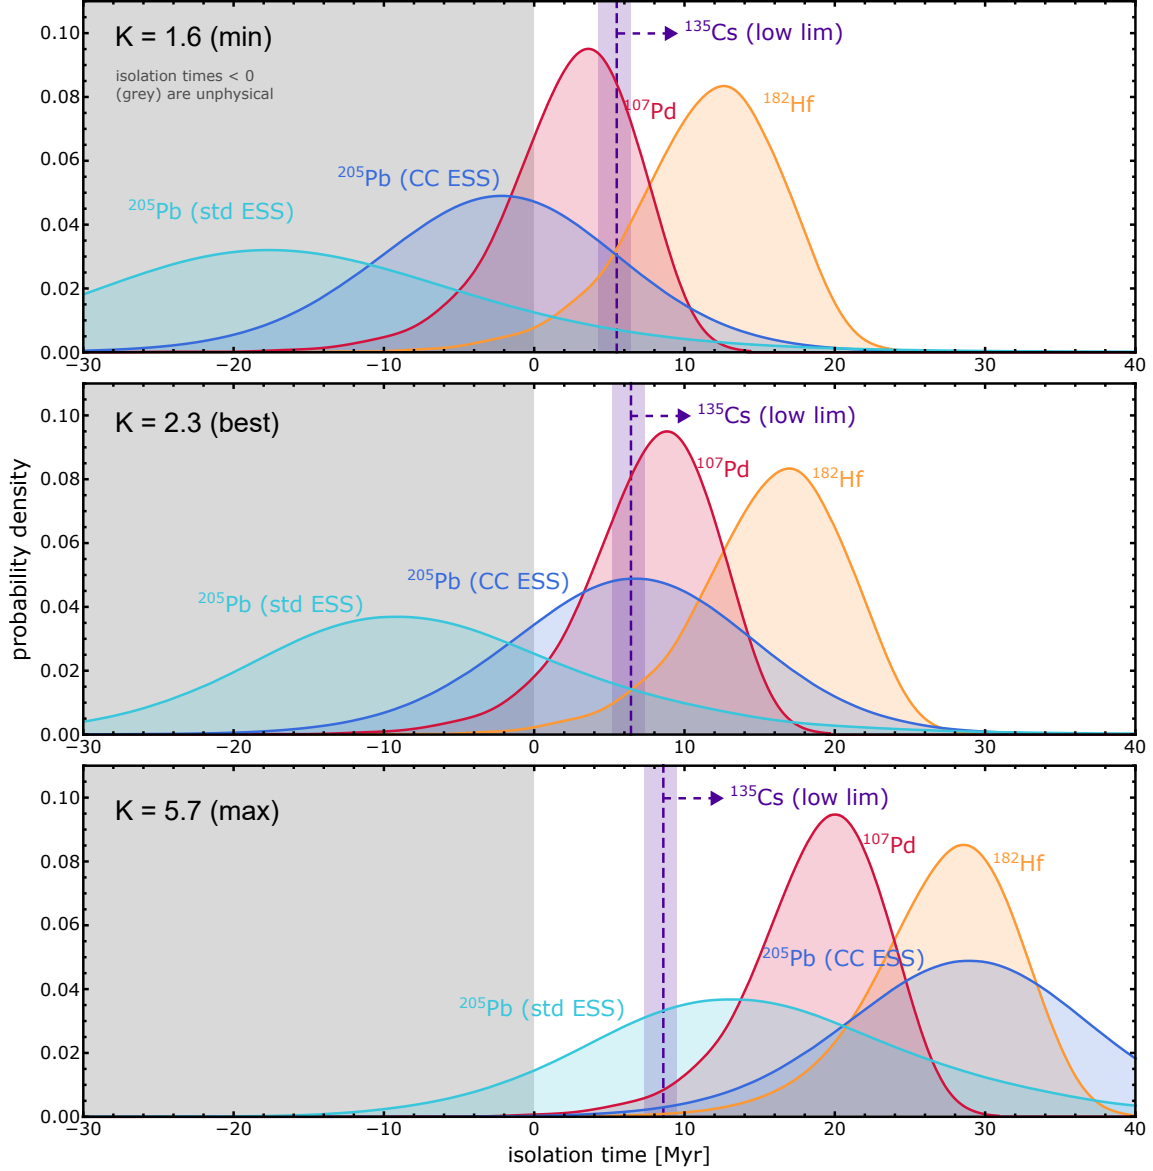 0.10
0.08
0.06
0.04
0.02
0.00
K = 1.6 (min)
isolation times < 0
(grey) are unphysical
¹³⁵Cs (low lim)
¹⁰⁷Pd
¹⁸²Hf
²⁰⁵Pb (CC ESS)
²⁰⁵Pb (std ESS)
−30 −20 −10 0 10 20 30 40
probability density
0.10
0.08
0.06
0.04
0.02
0.00
K = 2.3 (best)
¹³⁵Cs (low lim)
¹⁰⁷Pd
¹⁸²Hf
²⁰⁵Pb (CC ESS)
²⁰⁵Pb (std ESS)
−30 −20 −10 0 10 20 30 40
0.10
0.08
0.06
0.04
0.02
0.00
K = 5.7 (max)
¹³⁵Cs (low lim)
¹⁰⁷Pd
¹⁸²Hf
²⁰⁵Pb (CC ESS)
²⁰⁵Pb (std ESS)
−30 −20 −10 0 10 20 30 40
isolation time [Myr]